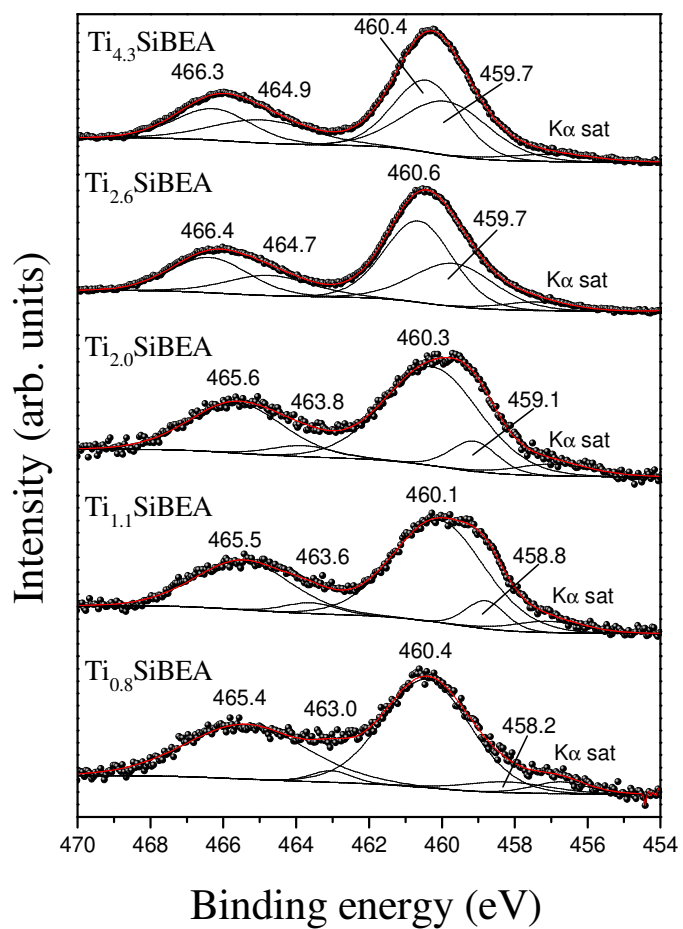 Ti4.3SiBEA
466.3 464.9 460.4 459.7 Kα sat
Ti2.6SiBEA
466.4 464.7 460.6 459.7 Kα sat
Ti2.0SiBEA
465.6 463.8 460.3 459.1 Kα sat
Ti1.1SiBEA
465.5 463.6 460.1 458.8 Kα sat
Ti0.8SiBEA
465.4 463.0 460.4 458.2 Kα sat
Intensity (arb. units)
470 468 466 464 462 460 458 456 454
Binding energy (eV)